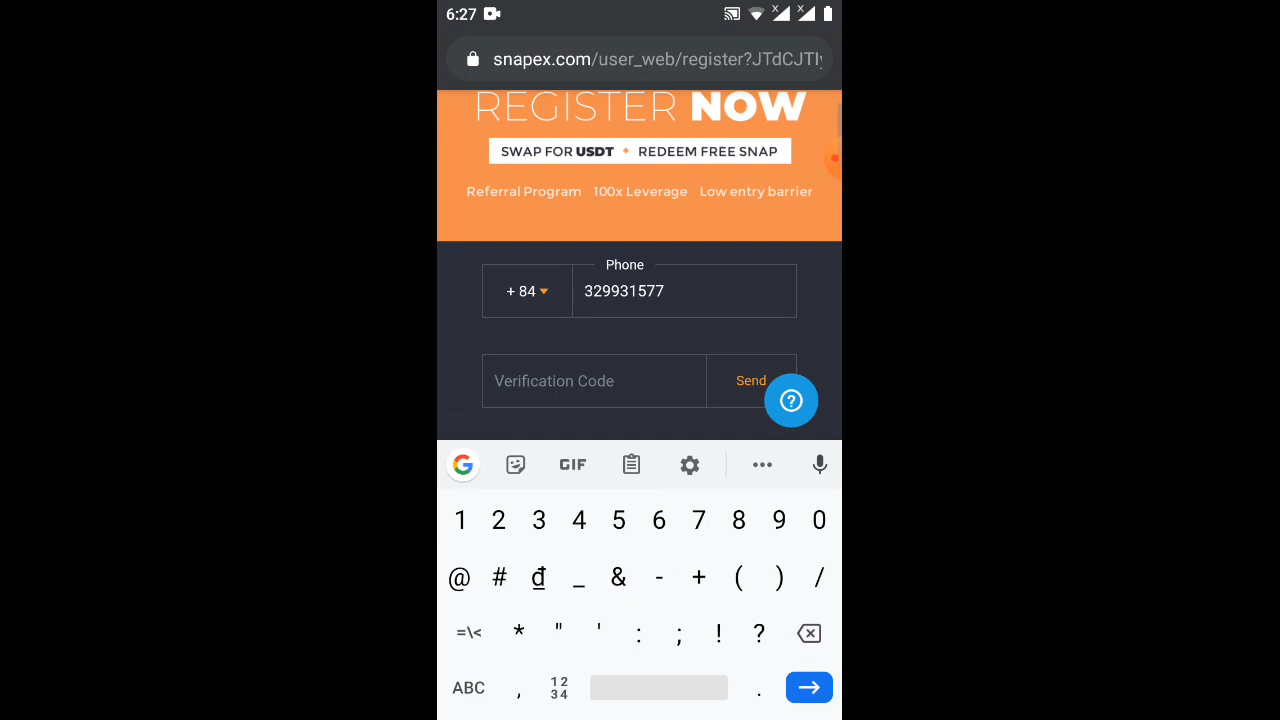 6:27
snapex.com/user_web/register?JTdCJTI
REGISTER NOW
SWAP FOR USDT • REDEEM FREE SNAP
Referral Program 100x Leverage Low entry barrier
Phone
+ 84 329931577
Verification Code Send
GIF
1 2 3 4 5 6 7 8 9 0
@ # ₫ _ & - + ( ) /
=\< * " ' : ; ! ?
ABC , 12 34 .